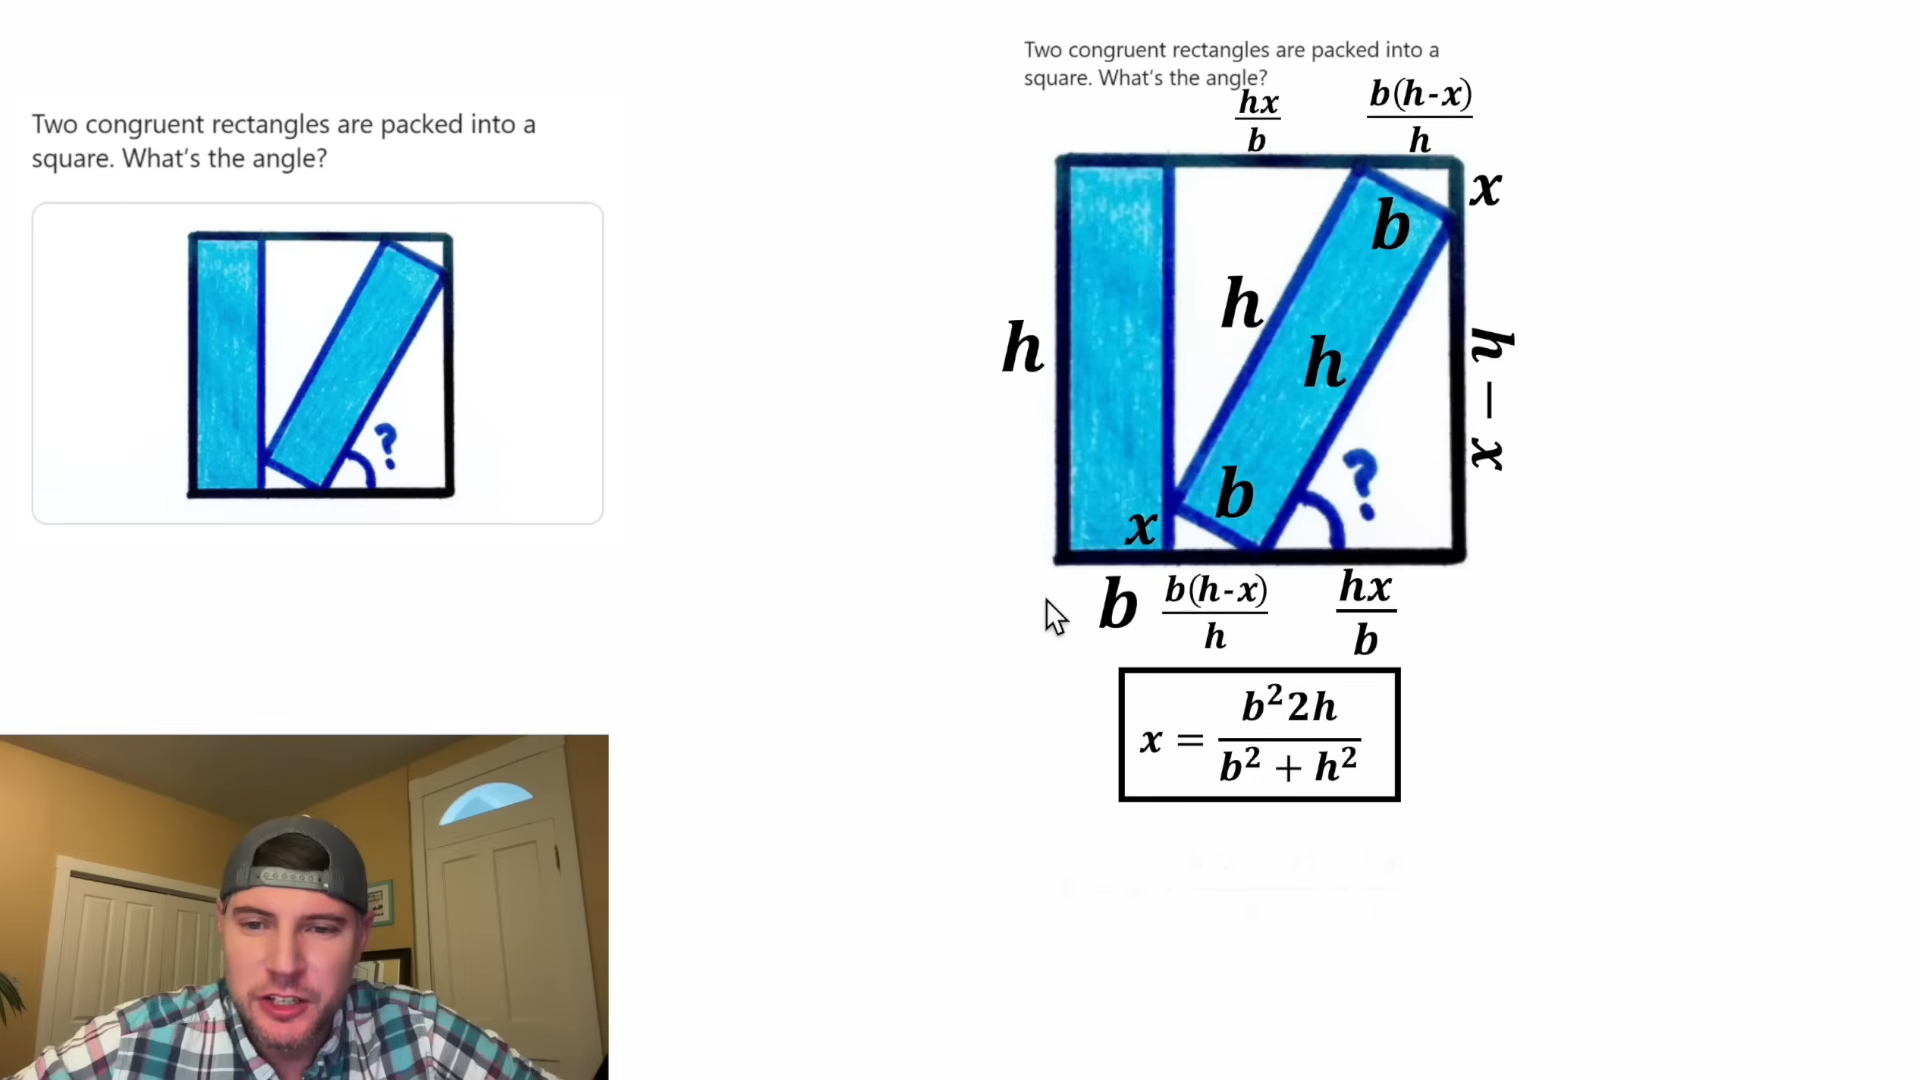 Two congruent rectangles are packed into a
square. What's the angle?
?
Two congruent rectangles are packed into a
square. What's the angle?
hx
b
b(h-x)
h
x
b
h
h
h
h - x
?
b
x
b
b(h-x)
h
hx
b
x = b²2h
b² + h²